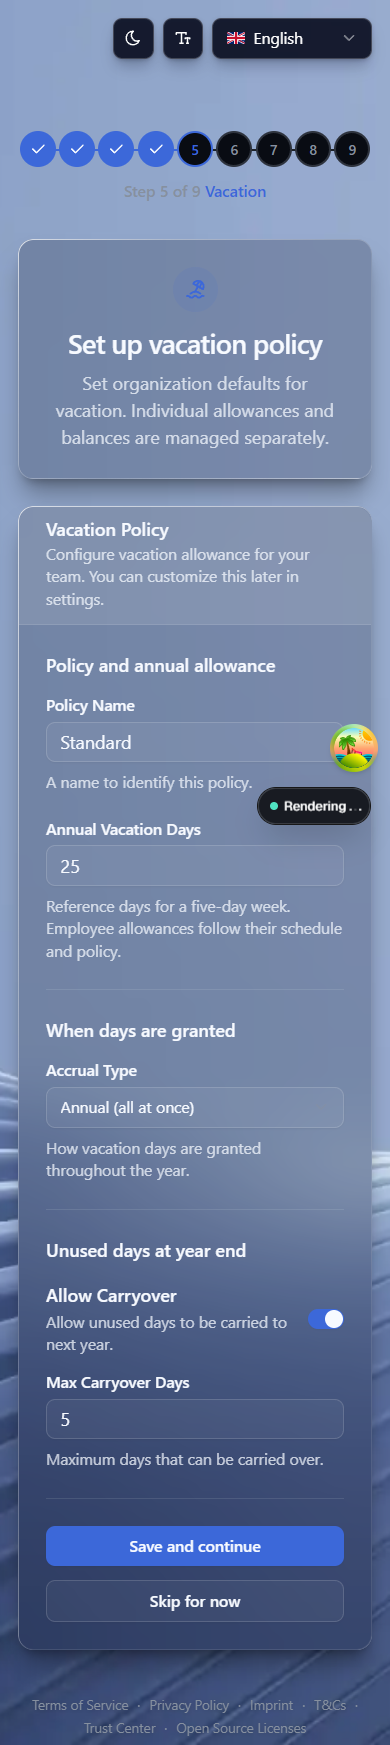 English
5 6 7 8 9
Step 5 of 9 Vacation
Set up vacation policy
Set organization defaults for
vacation. Individual allowances and
balances are managed separately.
Vacation Policy
Configure vacation allowance for your
team. You can customize this later in
settings.
Policy and annual allowance
Policy Name
Standard
A name to identify this policy.
Rendering...
Annual Vacation Days
25
Reference days for a five-day week.
Employee allowances follow their schedule
and policy.
When days are granted
Accrual Type
Annual (all at once)
How vacation days are granted
throughout the year.
Unused days at year end
Allow Carryover
Allow unused days to be carried to
next year.
Max Carryover Days
5
Maximum days that can be carried over.
Save and continue
Skip for now
Terms of Service · Privacy Policy · Imprint · T&Cs ·
Trust Center · Open Source Licenses